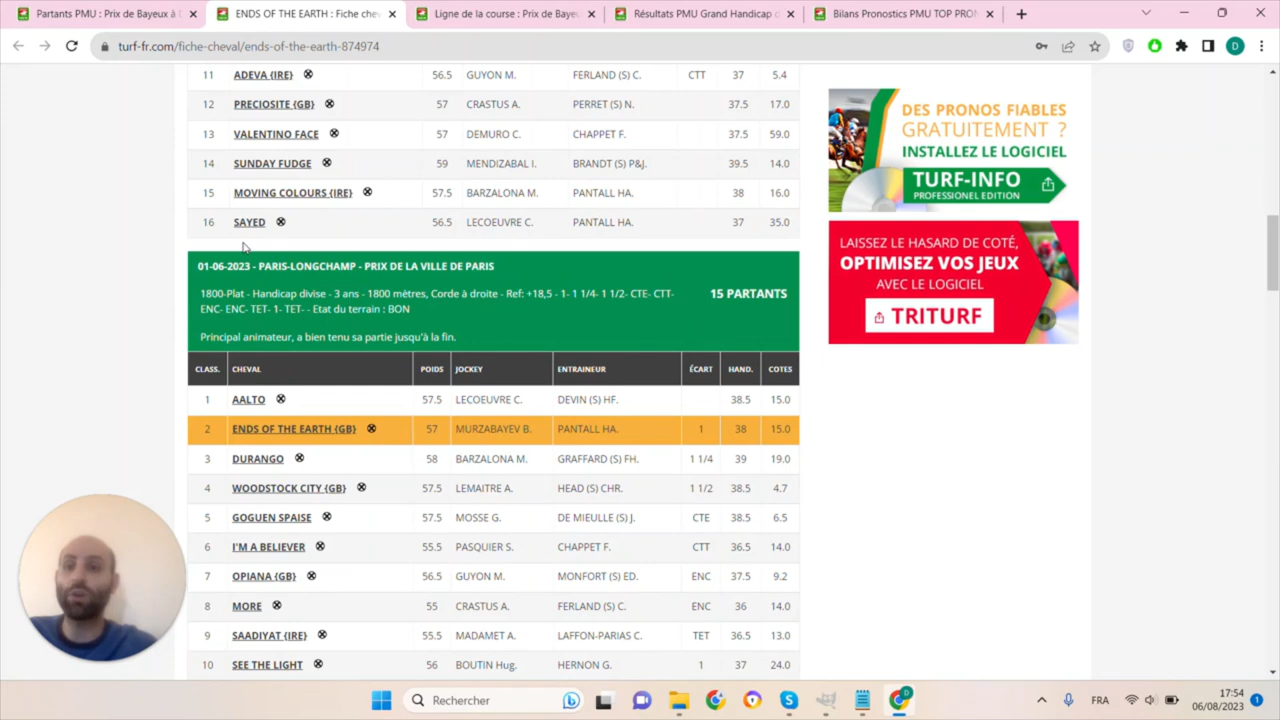 Partants PMU : Prix de Bayeux à l
ENDS OF THE EARTH : Fiche chev
Ligne de la course : Prix de Baye
Résultats PMU Grand Handicap d
Bilans Pronostics PMU TOP PRON
turf-fr.com/fiche-cheval/ends-of-the-earth-874974
D
11 ADEVA {IRE} 56.5 GUYON M. FERLAND (S) C. CTT 37 5.4
12 PRECIOSITE {GB} 57 CRASTUS A. PERRET (S) N. 37.5 17.0
13 VALENTINO FACE 57 DEMURO C. CHAPPET F. 37.5 59.0
14 SUNDAY FUDGE 59 MENDIZABAL I. BRANDT (S) P&J. 39.5 14.0
15 MOVING COLOURS {IRE} 57.5 BARZALONA M. PANTALL HA. 38 16.0
16 SAYED 56.5 LECOEUVRE C. PANTALL HA. 37 35.0
01-06-2023 - PARIS-LONGCHAMP - PRIX DE LA VILLE DE PARIS
1800-Plat - Handicap divise - 3 ans - 1800 mètres, Corde à droite - Ref: +18,5 - 1- 1 1/4- 1 1/2- CTE- CTT-
ENC- ENC- TET- 1- TET- - Etat du terrain : BON
15 PARTANTS
Principal animateur, a bien tenu sa partie jusqu'à la fin.
CLASS. CHEVAL POIDS JOCKEY ENTRAINEUR ÉCART HAND. COTES
1 AALTO 57.5 LECOEUVRE C. DEVIN (S) HF. 38.5 15.0
2 ENDS OF THE EARTH {GB} 57 MURZABAYEV B. PANTALL HA. 1 38 15.0
3 DURANGO 58 BARZALONA M. GRAFFARD (S) FH. 1 1/4 39 19.0
4 WOODSTOCK CITY {GB} 57.5 LEMAITRE A. HEAD (S) CHR. 1 1/2 38.5 4.7
5 GOGUEN SPAISE 57.5 MOSSE G. DE MIEULLE (S) J. CTE 38.5 6.5
6 I'M A BELIEVER 55.5 PASQUIER S. CHAPPET F. CTT 36.5 14.0
7 OPIANA {GB} 56.5 GUYON M. MONFORT (S) ED. ENC 37.5 9.2
8 MORE 55 CRASTUS A. FERLAND (S) C. ENC 36 14.0
9 SAADIYAT {IRE} 55.5 MADAMET A. LAFFON-PARIAS C. TET 36.5 13.0
10 SEE THE LIGHT 56 BOUTIN Hug. HERNON G. 1 37 24.0
DES PRONOS FIABLES
GRATUITEMENT ?
INSTALLEZ LE LOGICIEL
TURF-INFO
PROFESSIONEL EDITION
LAISSEZ LE HASARD DE COTÉ,
OPTIMISEZ VOS JEUX
AVEC LE LOGICIEL
TRITURF
Rechercher
FRA
17:54
06/08/2023
1